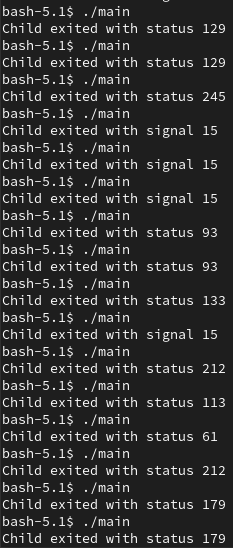 bash-5.1$ ./main
Child exited with status 129
bash-5.1$ ./main
Child exited with status 129
bash-5.1$ ./main
Child exited with status 245
bash-5.1$ ./main
Child exited with signal 15
bash-5.1$ ./main
Child exited with signal 15
bash-5.1$ ./main
Child exited with signal 15
bash-5.1$ ./main
Child exited with status 93
bash-5.1$ ./main
Child exited with status 93
bash-5.1$ ./main
Child exited with status 133
bash-5.1$ ./main
Child exited with signal 15
bash-5.1$ ./main
Child exited with status 212
bash-5.1$ ./main
Child exited with status 113
bash-5.1$ ./main
Child exited with status 61
bash-5.1$ ./main
Child exited with status 212
bash-5.1$ ./main
Child exited with status 179
bash-5.1$ ./main
Child exited with status 179